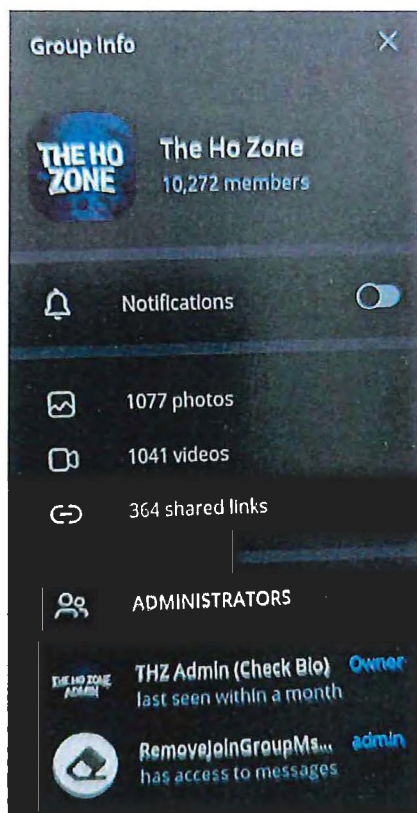 Group Info
THE HO
ZONE
The Ho Zone
10,272 members
Notifications
1077 photos
1041 videos
364 shared links
ADMINISTRATORS
THE HO ZONE
ADMIN
THZ Admin (Check Bio) Owner
last seen within a month
RemoveJoinGroupMs... admin
has access to messages